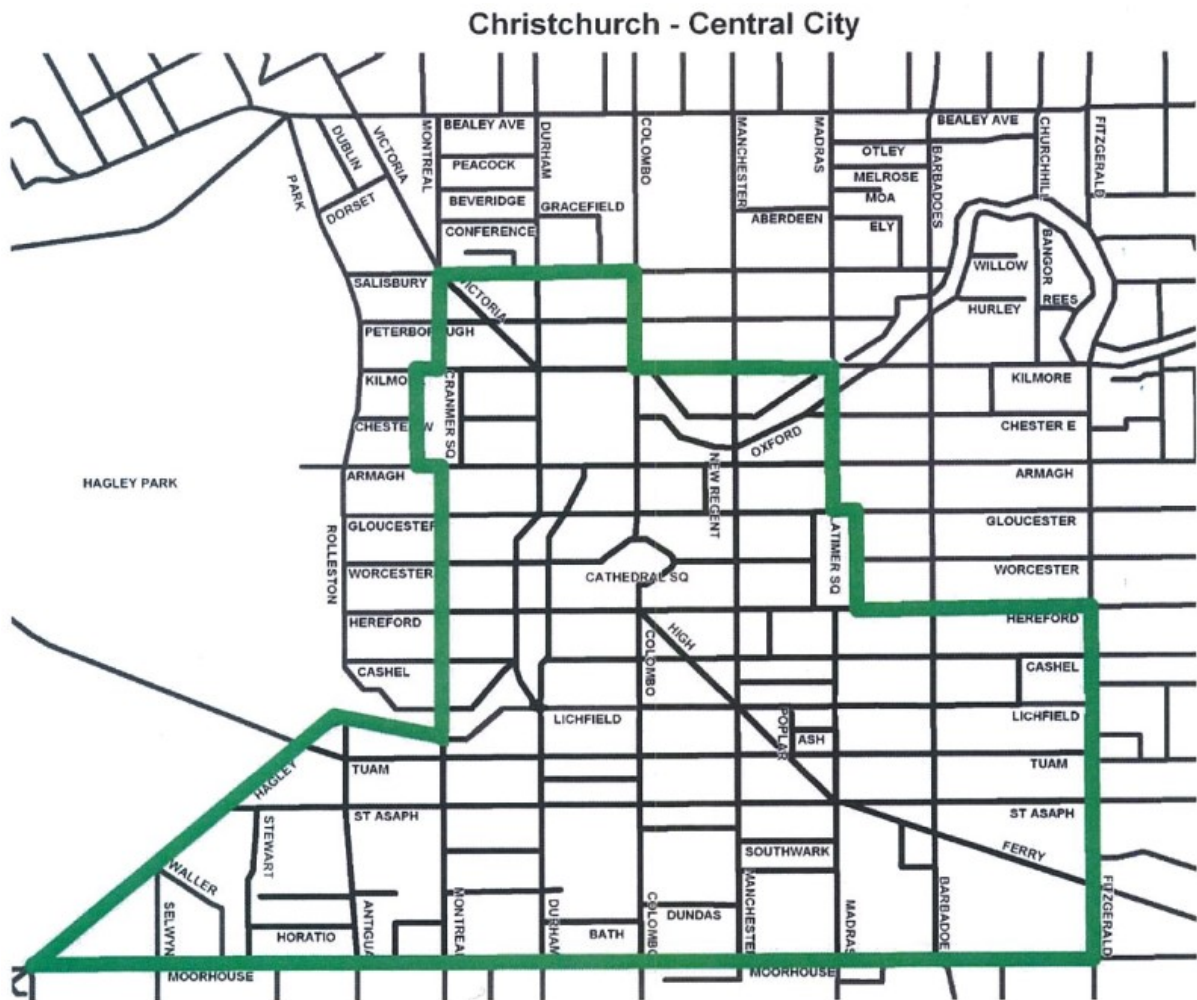 Christchurch - Central City
BEALEY AVE
BEALEY AVE
DUBLIN
VICTORIA
MONTREAL
DURHAM
COLOMBO
MANCHESTER
MADRAS
BARBADOES
CHURCHHILL
FITZGERALD
PEACOCK
OTLEY
MELROSE
MOA
PARK
DORSET
BEVERIDGE
GRACEFIELD
ABERDEEN
ELY
CONFERENCE
BANGOR
WILLOW
SALISBURY
VICTORIA
REES
HURLEY
PETERBOROUGH
KILMORE
CRANMER SQ
KILMORE
CHESTER W
CHESTER E
OXFORD
NEW REGENT
ARMAGH
ARMAGH
HAGLEY PARK
ROLLESTON
GLOUCESTER
LATIMER SQ
GLOUCESTER
WORCESTER
CATHEDRAL SQ
WORCESTER
HEREFORD
HIGH
HEREFORD
COLOMBO
CASHEL
CASHEL
LICHFIELD
POPLAR
LICHFIELD
ASH
HAGLEY
TUAM
TUAM
ST ASAPH
ST ASAPH
STEWART
SOUTHWARK
FERRY
WALLER
SELWYN
ANTIGUA
MONTREAL
DURHAM
COLOMBO
MANCHESTER
MADRAS
BARBADOE
FITZGERALD
DUNDAS
HORATIO
BATH
MOORHOUSE
MOORHOUSE